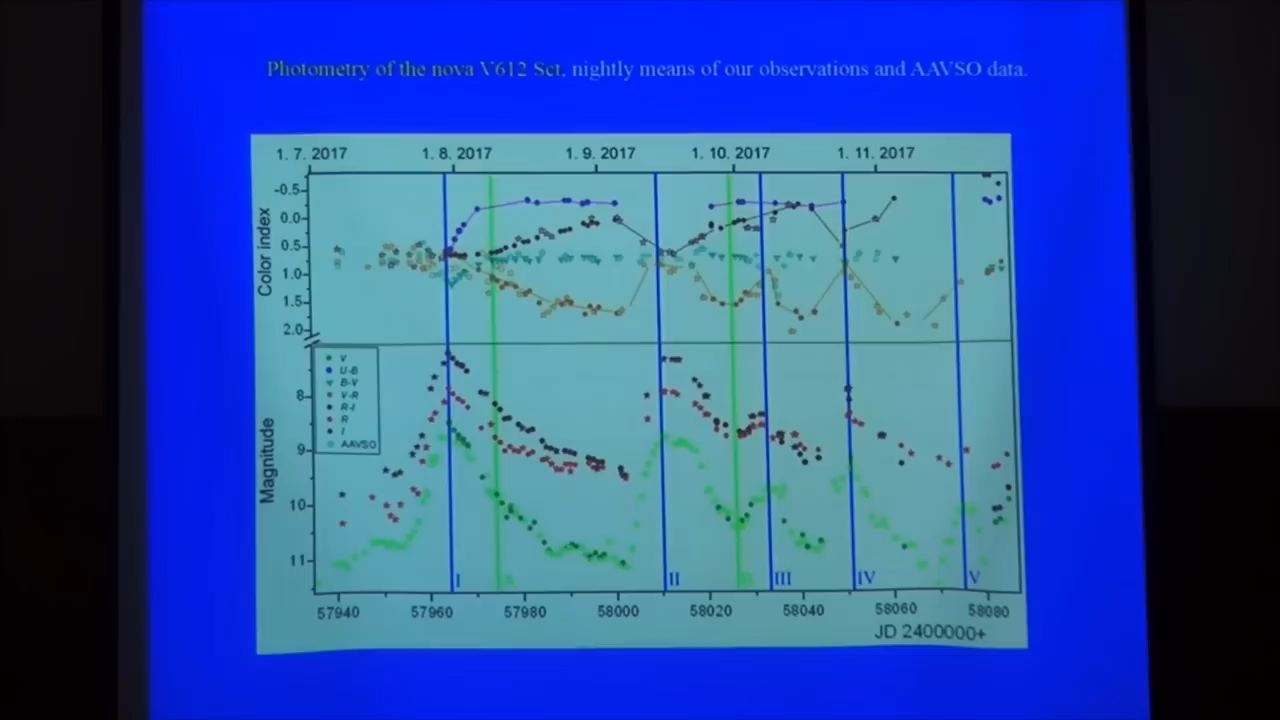 Photometry of the nova V612 Sct, nightly means of our observations and AAVSO data.
1. 7. 2017 1. 8. 2017 1. 9. 2017 1. 10. 2017 1. 11. 2017
Color index
-0.5
0.0
0.5
1.0
1.5
2.0
V
U-B
B-V
V-R
R-I
R
I
AAVSO
Magnitude
8
9
10
11
I II III IV V
57940 57960 57980 58000 58020 58040 58060 58080
JD 2400000+